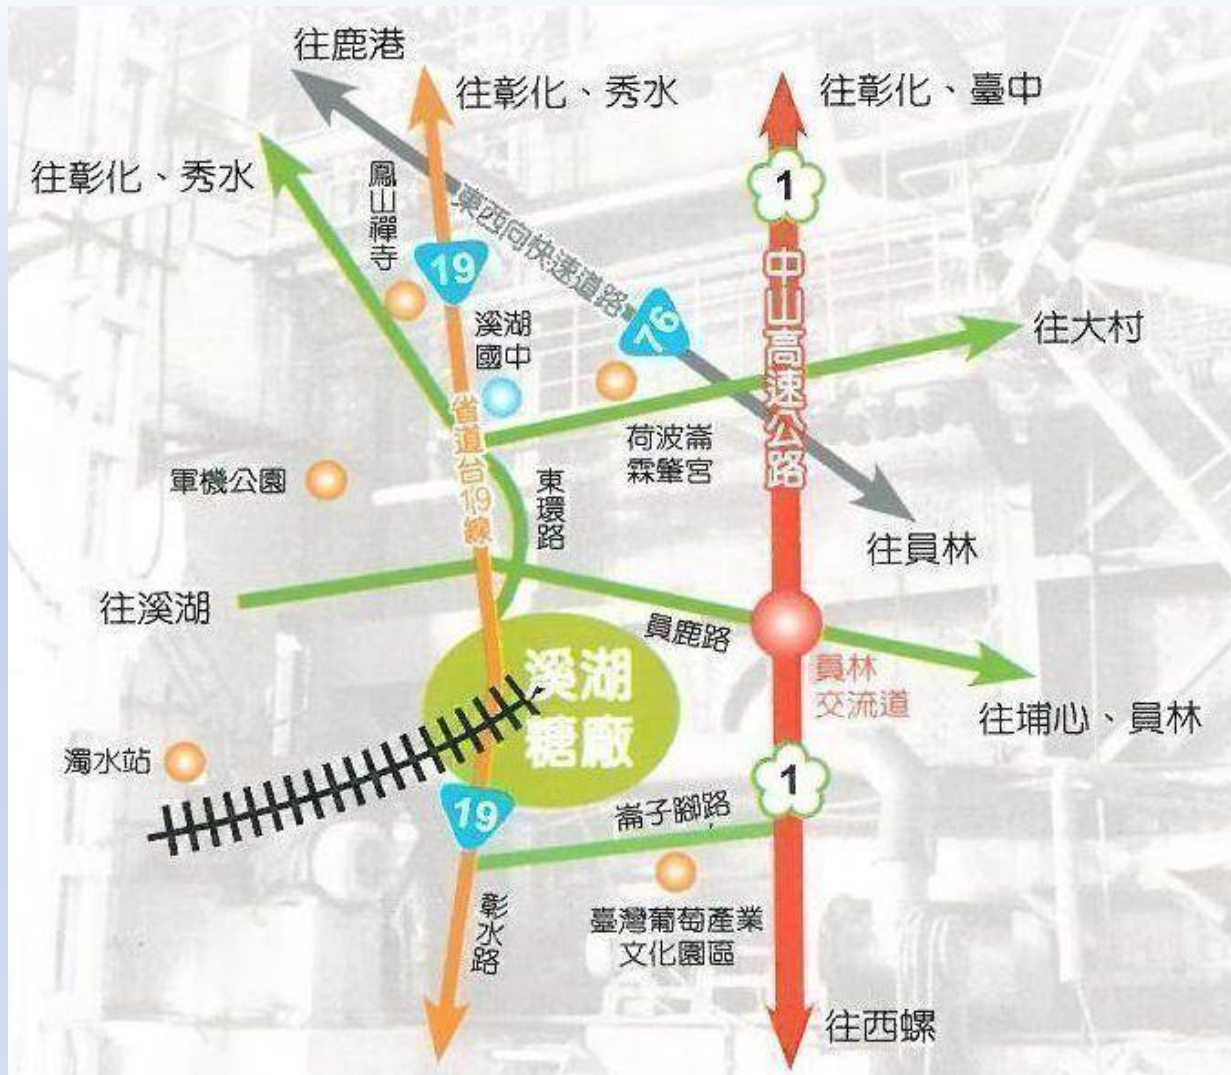 往鹿港
往彰化、秀水
往彰化、臺中
往彰化、秀水
鳳山禪寺
1
東西向快速道路
19
中山高速公路
76
溪湖
國中
往大村
省道台19線
荷波崙
霖肇宮
軍機公園
東環路
往員林
往溪湖
員鹿路
溪湖
糖廠
員林
交流道
往埔心、員林
濁水站
1
19
崙子腳路
彰水路
臺灣葡萄產業
文化園區
往西螺